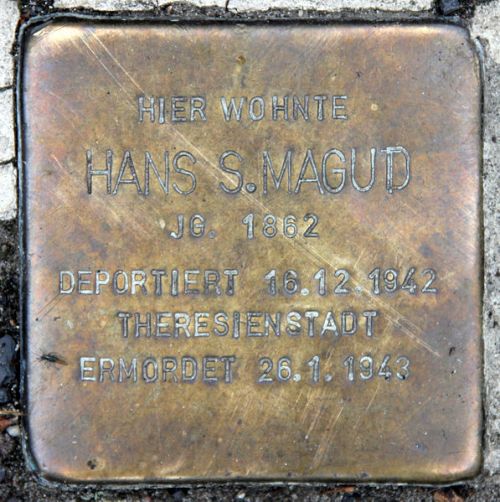 HIER WOHNTE
HANS S. MAGUD
JG. 1862
DEPORTIERT 16.12.1942
THERESIENSTADT
ERMORDET 26.1.1943